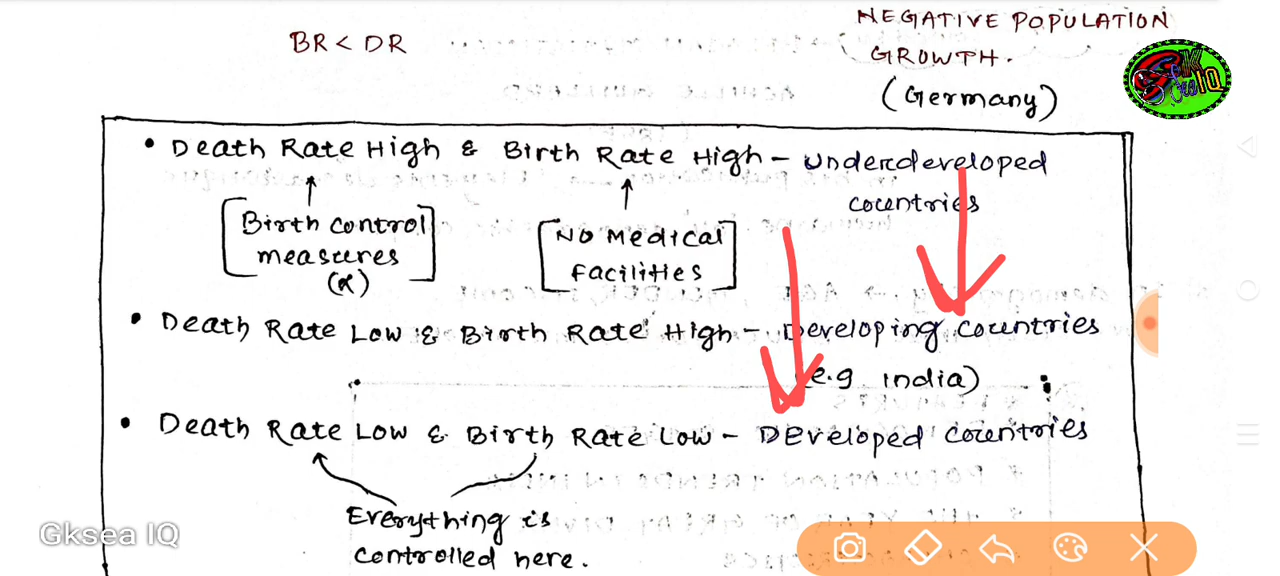 BR < DR
NEGATIVE POPULATION
GROWTH.
(Germany)
• Death Rate High & Birth Rate High – Underdeveloped
countries
[Birth control
measures
(x)]
[No Medical
Facilities]
• Death Rate Low & Birth Rate High – Developing Countries
(e.g. India)
• Death Rate Low & Birth Rate Low – DEveloped Countries
Everything is
controlled here.
Gksea IQ